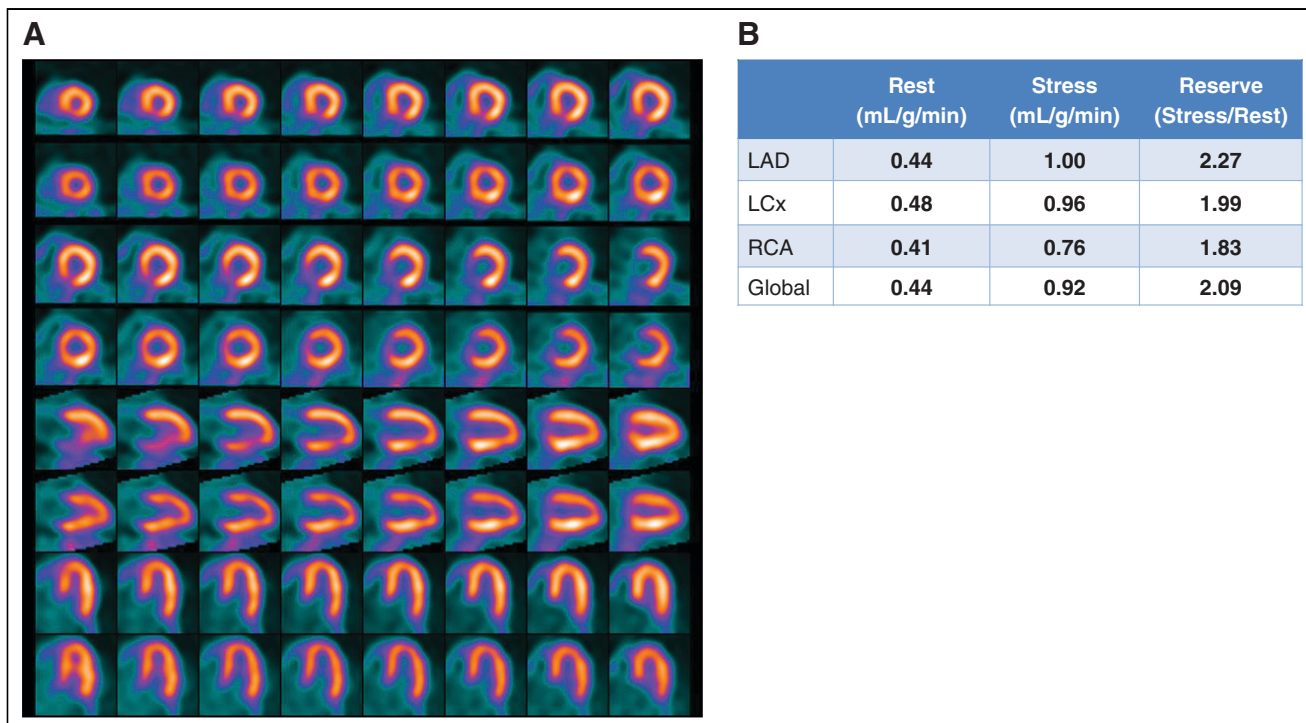 A
B
Rest Stress Reserve
(mL/g/min) (mL/g/min) (Stress/Rest)
LAD 0.44 1.00 2.27
LCx 0.48 0.96 1.99
RCA 0.41 0.76 1.83
Global 0.44 0.92 2.09